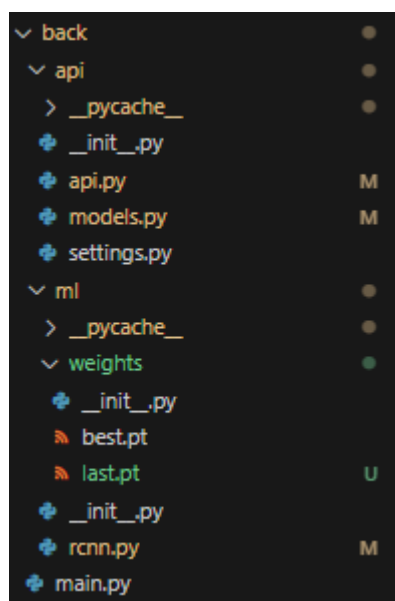 back
api
__pycache__
__init__.py
api.py M
models.py M
settings.py
ml
__pycache__
weights
__init__.py
best.pt
last.pt U
__init__.py
rcnn.py M
main.py